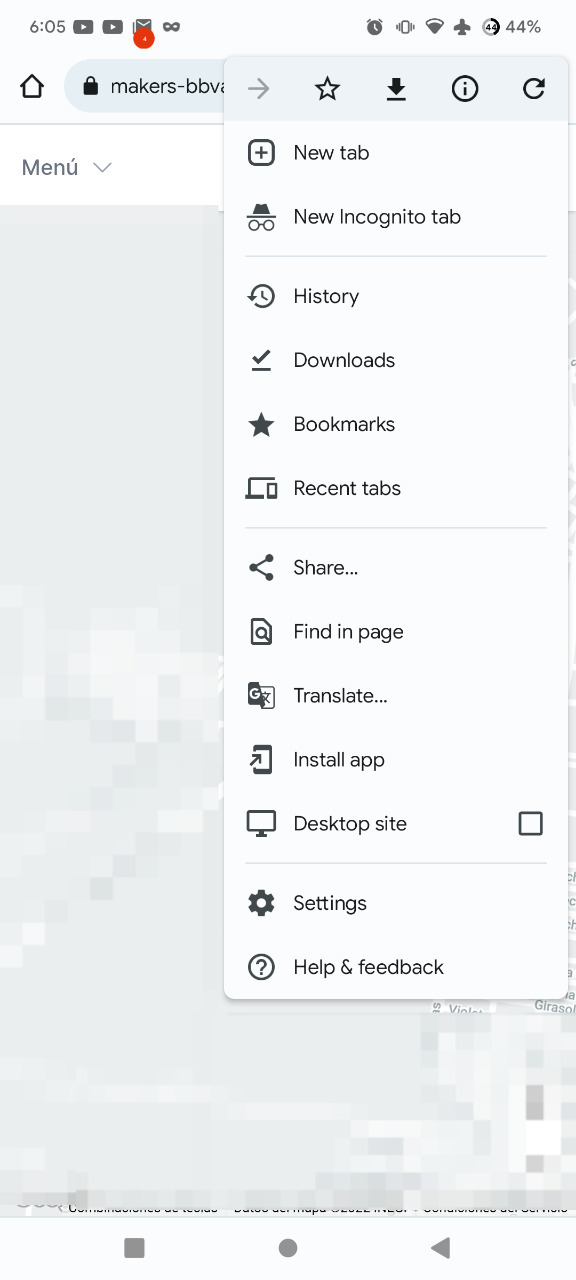 6:05
4
44
44%
makers-bbva
Menú
New tab
New Incognito tab
History
Downloads
Bookmarks
Recent tabs
Share...
Find in page
G
Translate...
Install app
Desktop site
Settings
Help & feedback
Violet
Girasol
Combinaciones de teclas
Datos del mapa ©2022 INEGI
Condiciones del Servicio